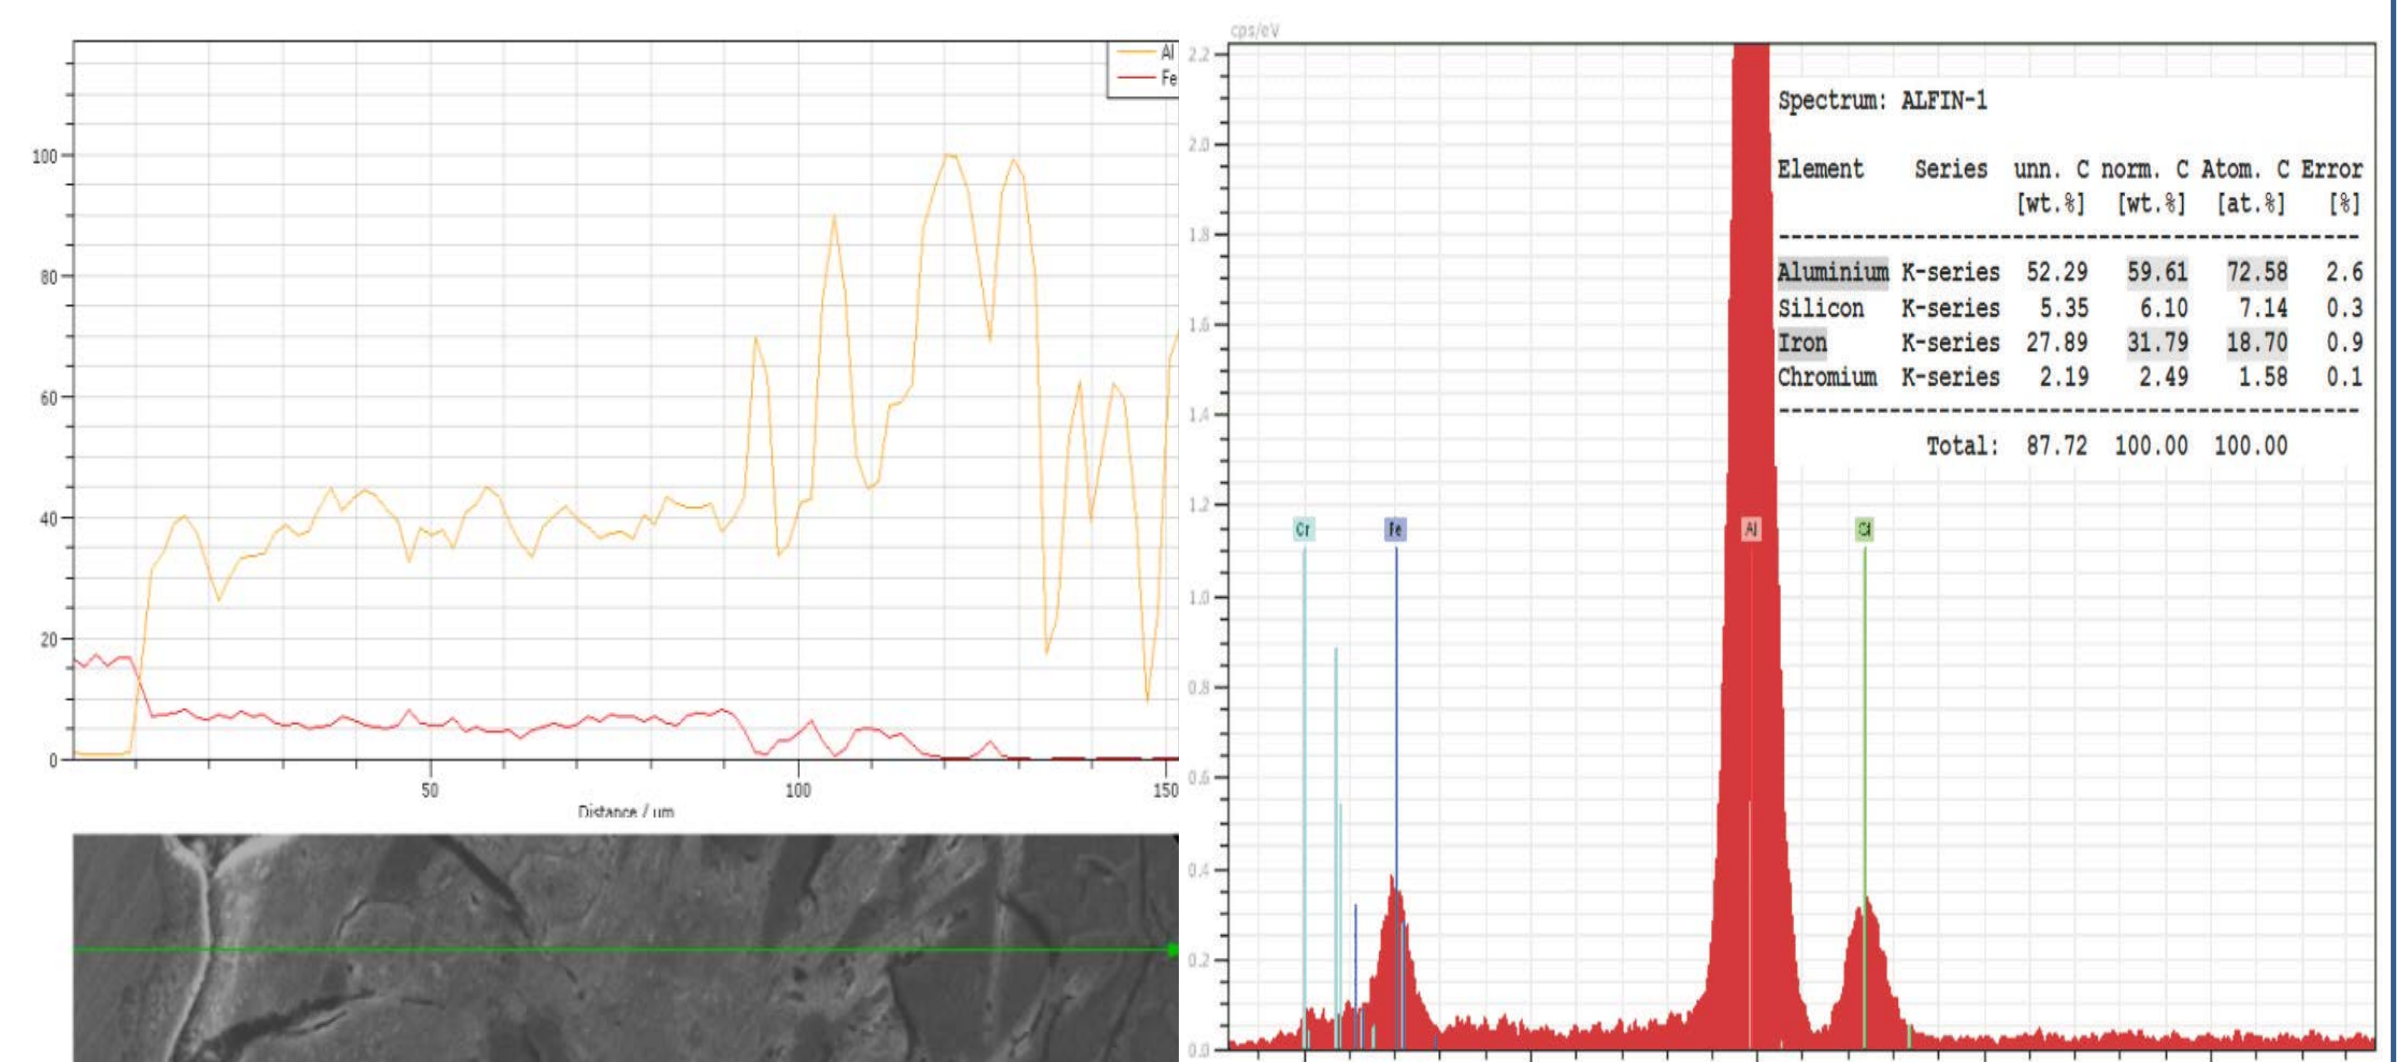 Al
Fe
100
80
60
40
20
0
50 100 150
Distance / um
cps/eV
2.2
2.0
1.8
1.6
1.4
1.2
1.0
0.8
0.6
0.4
0.2
0.0
Spectrum: ALFIN-1
Element Series unn. C norm. C Atom. C Error
[wt.%] [wt.%] [at.%] [%]
-----------------------------------------------
Aluminium K-series 52.29 59.61 72.58 2.6
Silicon K-series 5.35 6.10 7.14 0.3
Iron K-series 27.89 31.79 18.70 0.9
Chromium K-series 2.19 2.49 1.58 0.1
-----------------------------------------------
Total: 87.72 100.00 100.00
Cr Fe Al